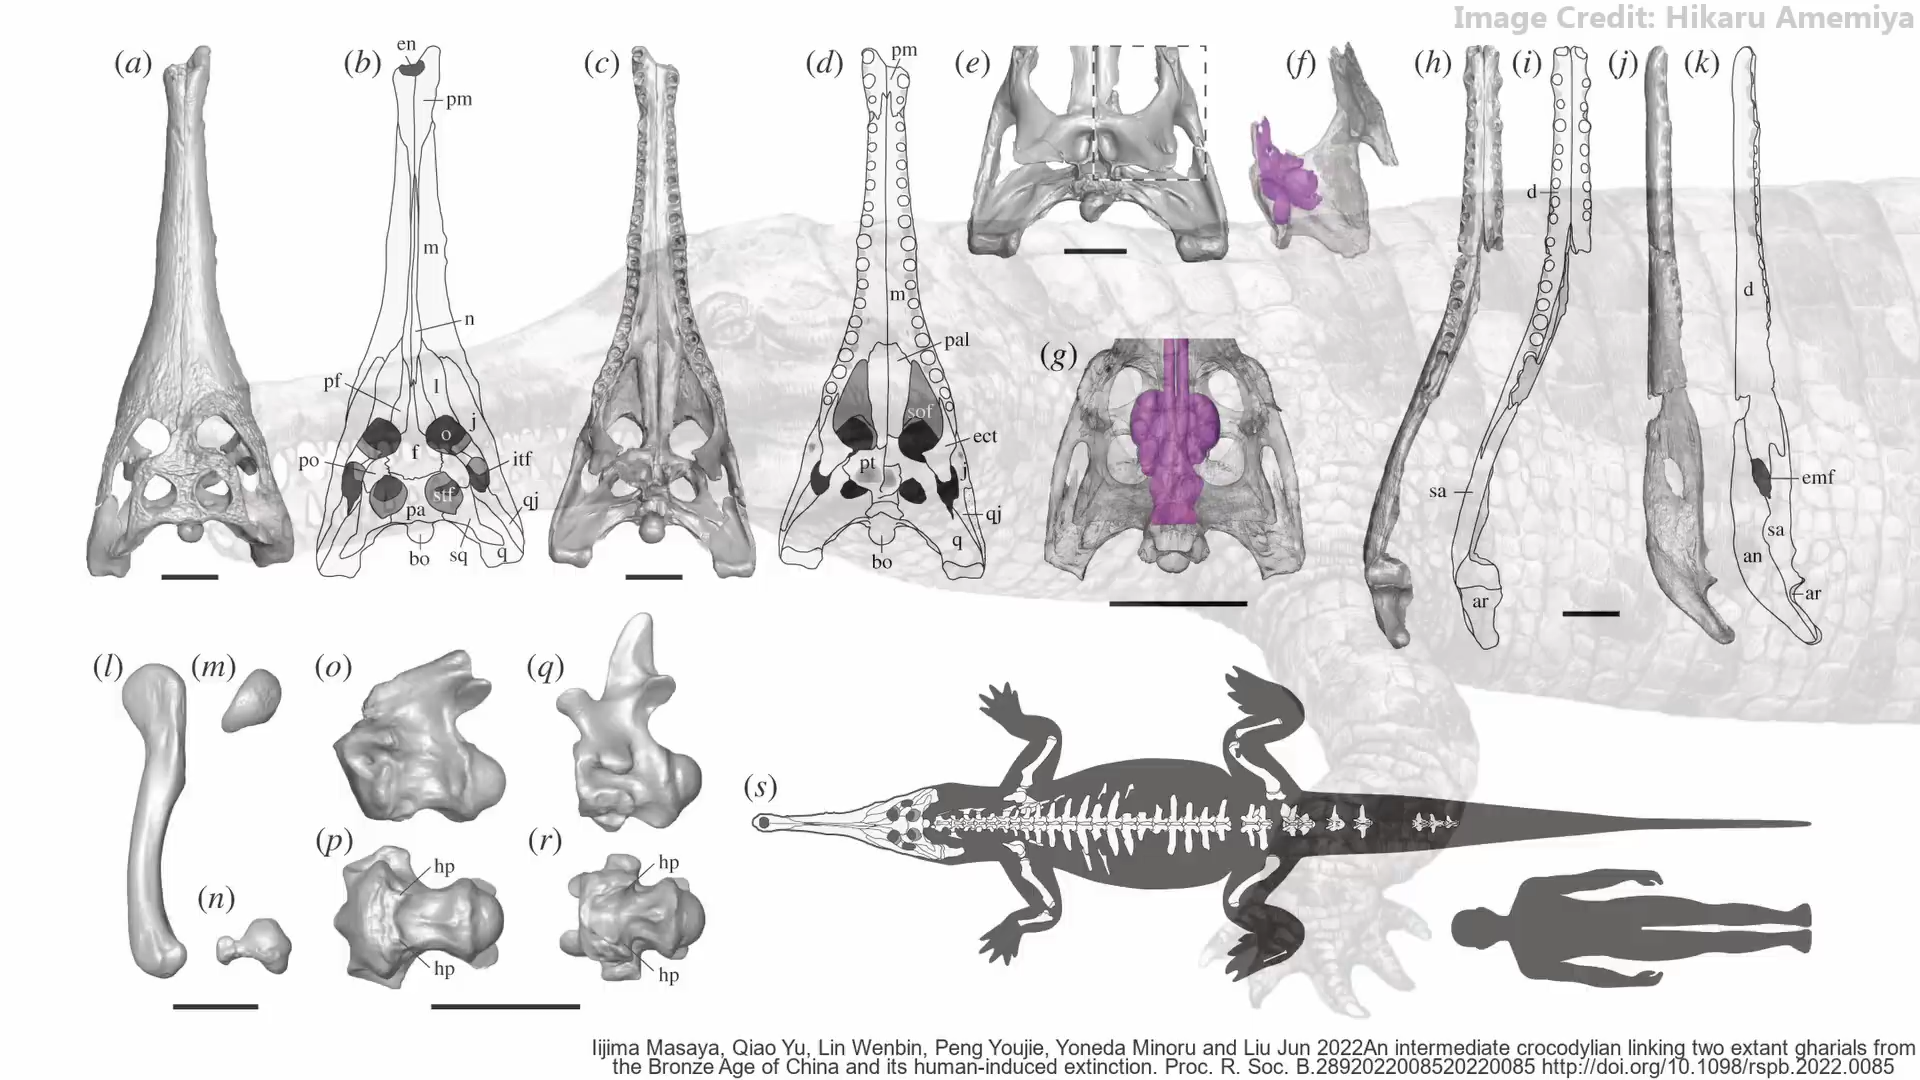 Image Credit: Hikaru Amemiya
(a)
(b)
en
pm
m
n
pf
l
j
o
f
po
itf
stf
pa
qj
bo
sq
q
(c)
(d)
pm
m
pal
sof
ect
pt
j
qj
q
bo
(e)
(f)
(g)
(h)
(i)
d
sa
ar
(j)
(k)
d
emf
sa
an
ar
(l)
(m)
(n)
(o)
(p)
hp
hp
(q)
(r)
hp
hp
(s)
Iijima Masaya, Qiao Yu, Lin Wenbin, Peng Youjie, Yoneda Minoru and Liu Jun 2022An intermediate crocodylian linking two extant gharials from
the Bronze Age of China and its human-induced extinction. Proc. R. Soc. B.2892022008520220085 http://doi.org/10.1098/rspb.2022.0085